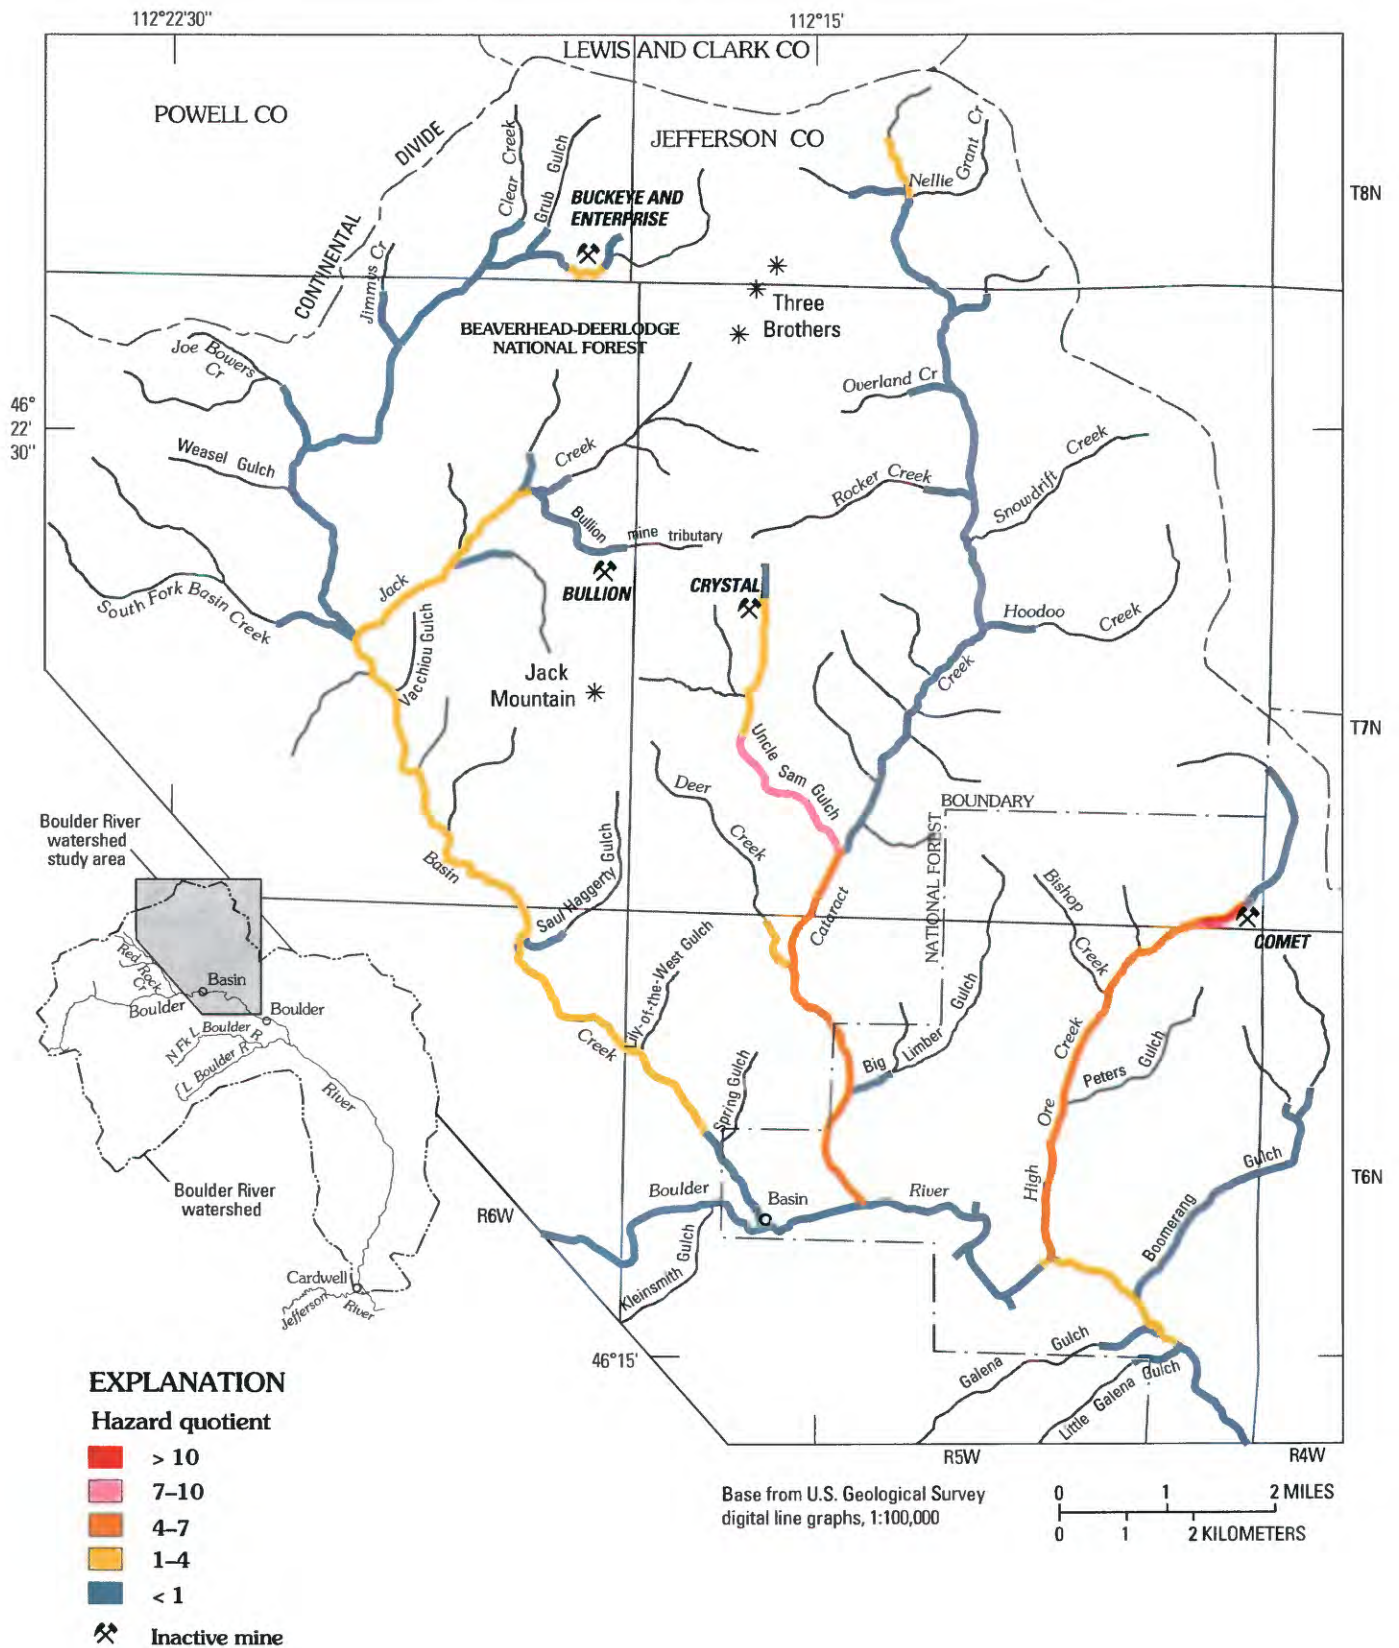 112°22'30"
112°15'
LEWIS AND CLARK CO
POWELL CO
JEFFERSON CO
CONTINENTAL DIVIDE
Clear Creek
Grub Gulch
BUCKEYE AND
ENTERPRISE
Nellie Grant Cr
T8N
Jimmys Cr
Three
Brothers
BEAVERHEAD-DEERLODGE
NATIONAL FOREST
Joe Bowers
Cr
Overland Cr
46°
22'
30"
Weasel Gulch
Creek
Rocker Creek
Snowdrift Creek
Bullion mine tributary
Jack
BULLION
CRYSTAL
South Fork Basin Creek
Vacchiou Gulch
Hoodoo Creek
Creek
Jack
Mountain
T7N
Uncle Sam Gulch
Deer Creek
BOUNDARY
NATIONAL FOREST
Boulder River
watershed
study area
Basin
Saul Haggerty Gulch
Cataract
Bishop Creek
COMET
Lily-of-the-West Gulch
Red Rock
Cr
Basin
Boulder
Boulder
N Fk L Boulder R
L Boulder R
River
Creek
Big Limber Gulch
Creek
Peters Gulch
Spring Gulch
Ore
High
Gulch
Boomerang
T6N
Boulder River
watershed
R6W
Boulder
Basin
River
Kleinsmith Gulch
Cardwell
Jefferson River
46°15'
Galena Gulch
Little Galena Gulch
R5W
R4W
EXPLANATION
Hazard quotient
> 10
7–10
4–7
1–4
< 1
Inactive mine
Base from U.S. Geological Survey
digital line graphs, 1:100,000
0 1 2 MILES
0 1 2 KILOMETERS